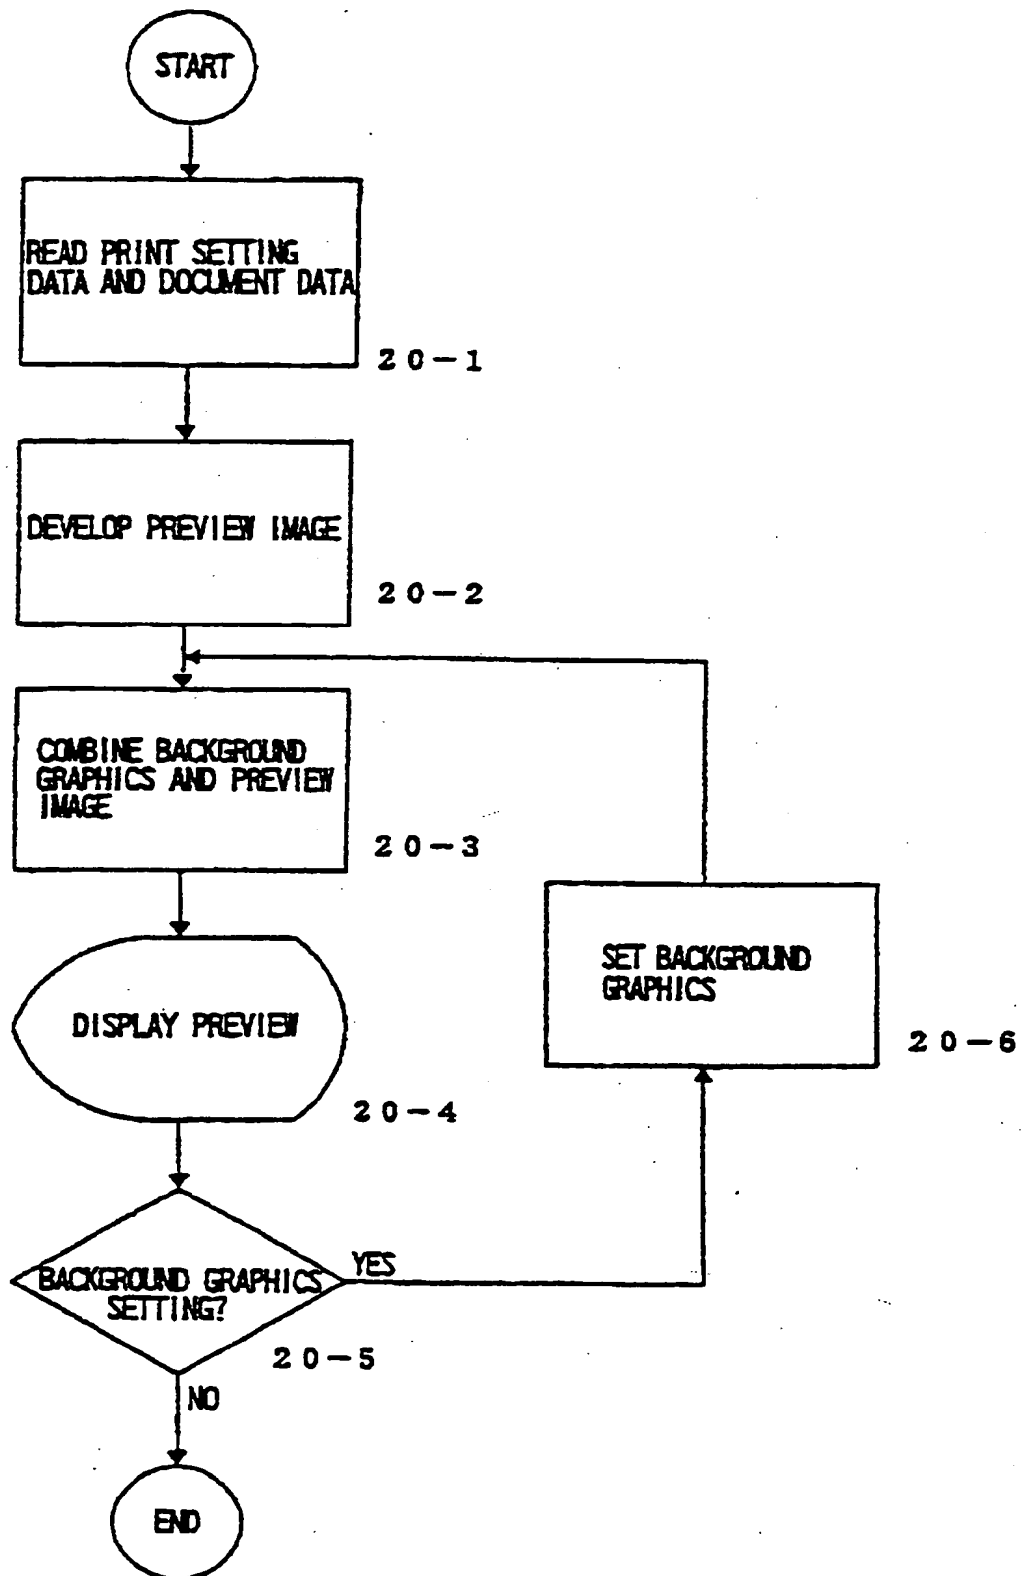 START
READ PRINT SETTING
DATA AND DOCUMENT DATA
20-1
DEVELOP PREVIEW IMAGE
20-2
COMBINE BACKGROUND
GRAPHICS AND PREVIEW
IMAGE
20-3
SET BACKGROUND
GRAPHICS
20-6
DISPLAY PREVIEW
20-4
BACKGROUND GRAPHICS
SETTING?
YES
20-5
NO
END